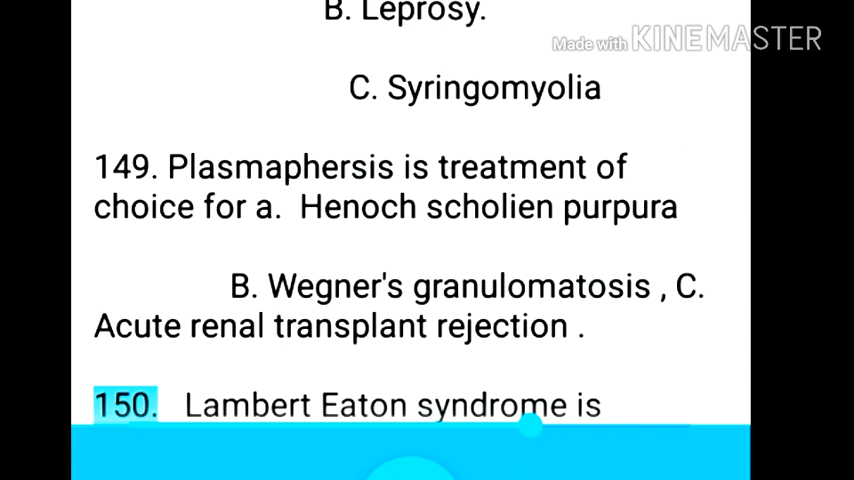 B. Leprosy.
Made with KINEMASTER
C. Syringomyolia
149. Plasmaphersis is treatment of
choice for a. Henoch scholien purpura
B. Wegner's granulomatosis , C.
Acute renal transplant rejection .
150. Lambert Eaton syndrome is